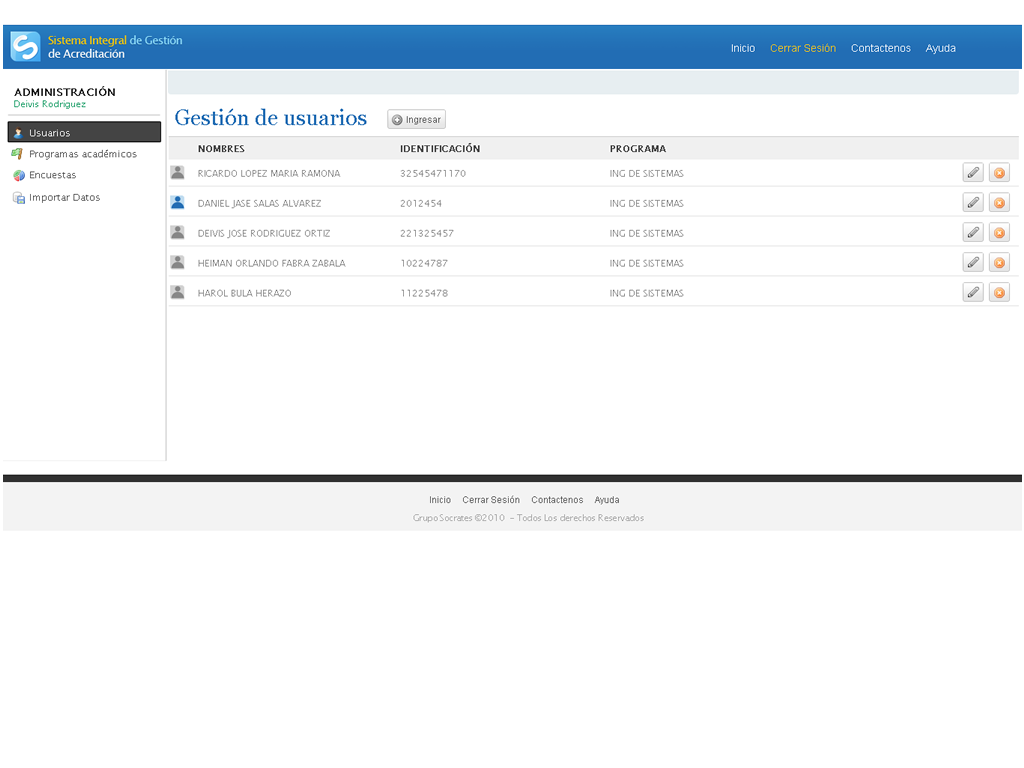 Sistema Integral de Gestión
de Acreditación
Inicio Cerrar Sesión Contactenos Ayuda
ADMINISTRACIÓN
Deivis Rodriguez
Usuarios
Programas académicos
Encuestas
Importar Datos
Gestión de usuarios Ingresar
NOMBRES IDENTIFICACIÓN PROGRAMA
RICARDO LOPEZ MARIA RAMONA 32545471170 ING DE SISTEMAS
DANIEL JASE SALAS ALVAREZ 2012454 ING DE SISTEMAS
DEIVIS JOSE RODRIGUEZ ORTIZ 221325457 ING DE SISTEMAS
HEIMAN ORLANDO FABRA ZABALA 10224787 ING DE SISTEMAS
HAROL BULA HERAZO 11225478 ING DE SISTEMAS
Inicio Cerrar Sesión Contactenos Ayuda
Grupo Socrates ©2010 - Todos Los derechos Reservados